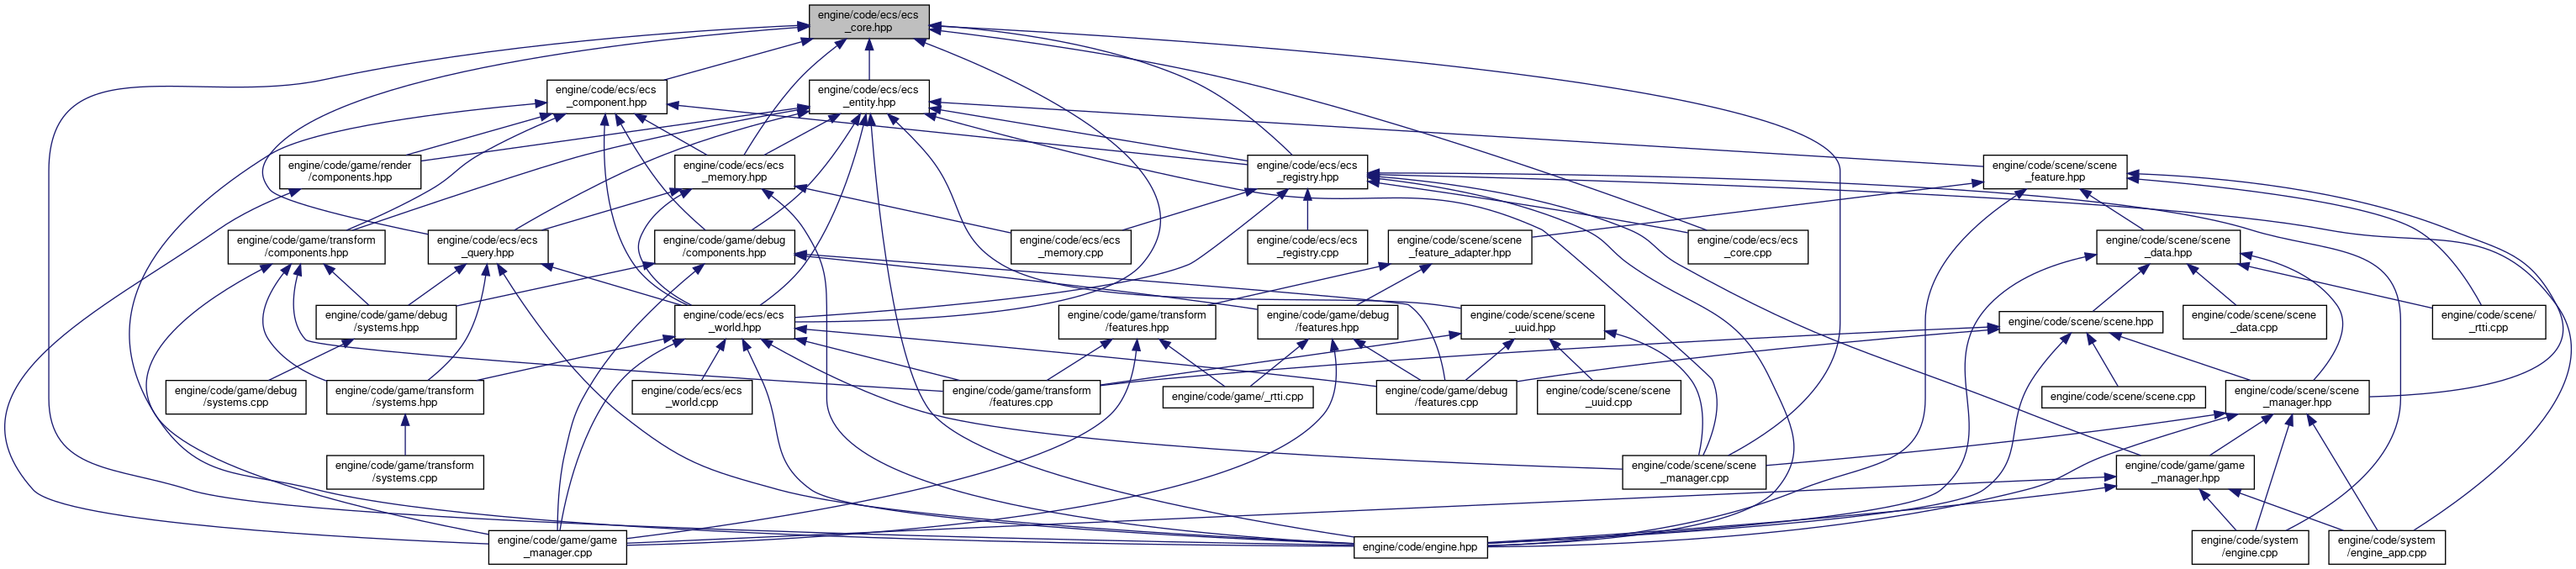 engine/code/ecs/ecs
_core.hpp
engine/code/ecs/ecs
_component.hpp
engine/code/ecs/ecs
_entity.hpp
engine/code/game/render
/components.hpp
engine/code/ecs/ecs
_memory.hpp
engine/code/ecs/ecs
_registry.hpp
engine/code/scene/scene
_feature.hpp
engine/code/game/transform
/components.hpp
engine/code/ecs/ecs
_query.hpp
engine/code/game/debug
/components.hpp
engine/code/ecs/ecs
_memory.cpp
engine/code/ecs/ecs
_registry.cpp
engine/code/scene/scene
_feature_adapter.hpp
engine/code/ecs/ecs
_core.cpp
engine/code/scene/scene
_data.hpp
engine/code/game/debug
/systems.hpp
engine/code/ecs/ecs
_world.hpp
engine/code/game/transform
/features.hpp
engine/code/game/debug
/features.hpp
engine/code/scene/scene
_uuid.hpp
engine/code/scene/scene.hpp
engine/code/scene/scene
_data.cpp
engine/code/scene/
_rtti.cpp
engine/code/game/debug
/systems.cpp
engine/code/game/transform
/systems.hpp
engine/code/ecs/ecs
_world.cpp
engine/code/game/transform
/features.cpp
engine/code/game/_rtti.cpp
engine/code/game/debug
/features.cpp
engine/code/scene/scene
_uuid.cpp
engine/code/scene/scene.cpp
engine/code/scene/scene
_manager.hpp
engine/code/game/transform
/systems.cpp
engine/code/scene/scene
_manager.cpp
engine/code/game/game
_manager.hpp
engine/code/game/game
_manager.cpp
engine/code/engine.hpp
engine/code/system
/engine.cpp
engine/code/system
/engine_app.cpp